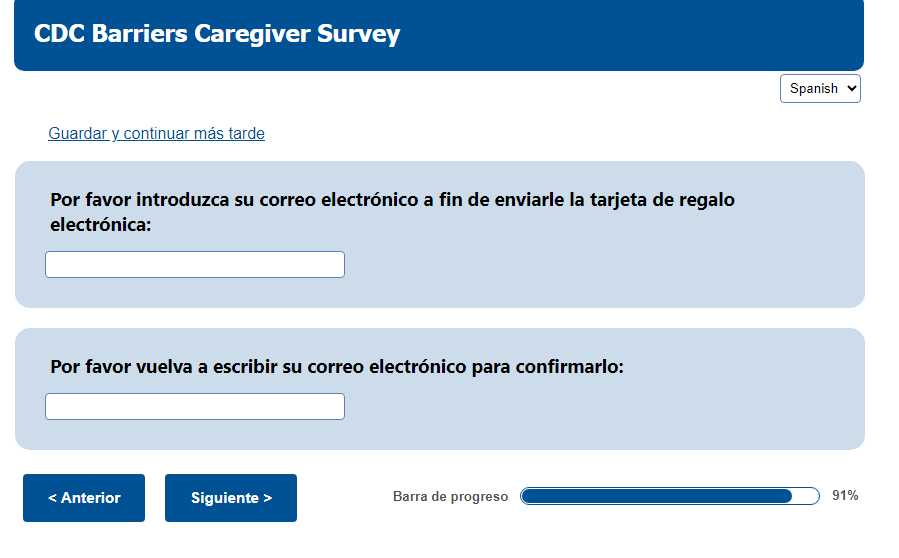 CDC Barriers Caregiver Survey
Spanish
Guardar y continuar más tarde
Por favor introduzca su correo electrónico a fin de enviarle la tarjeta de regalo
electrónica:
Por favor vuelva a escribir su correo electrónico para confirmarlo:
< Anterior
Siguiente >
Barra de progreso
91%